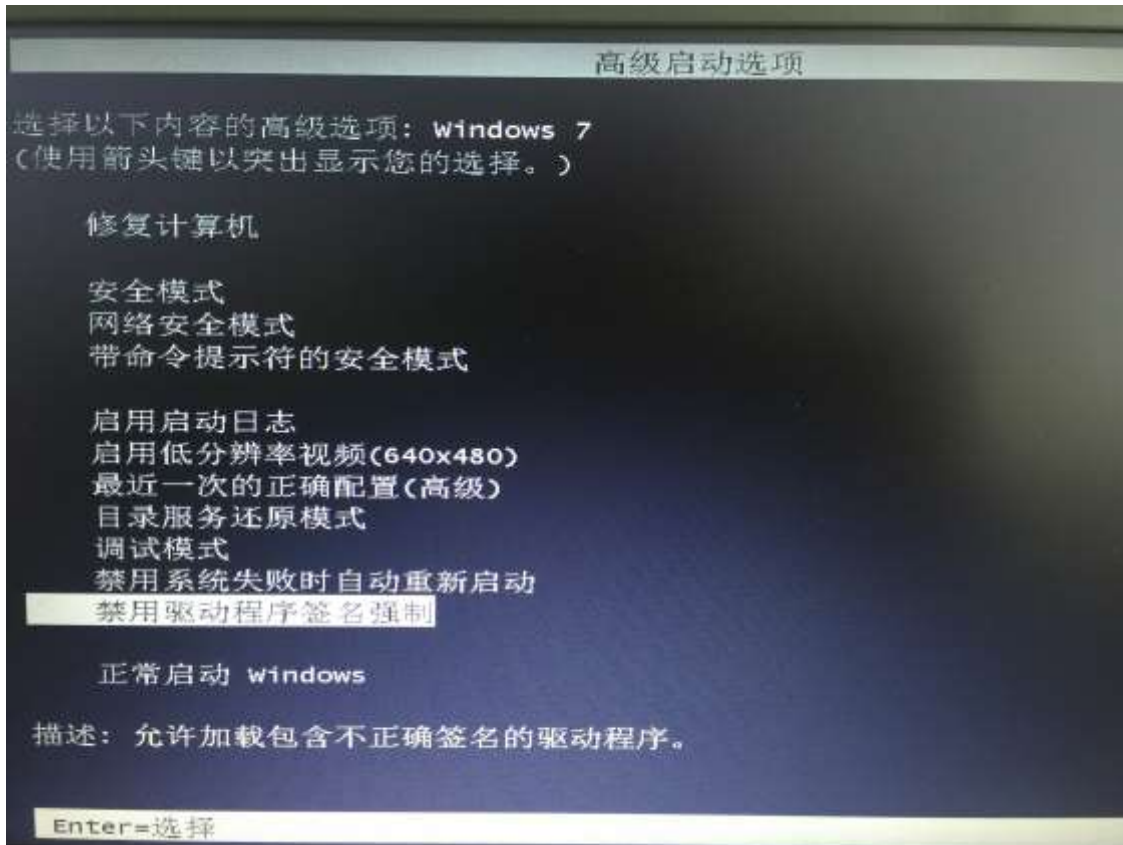 高级启动选项
选择以下内容的高级选项: Windows 7
(使用箭头键以突出显示您的选择。)
修复计算机
安全模式
网络安全模式
带命令提示符的安全模式
启用启动日志
启用低分辨率视频(640x480)
最近一次的正确配置(高级)
目录服务还原模式
调试模式
禁用系统失败时自动重新启动
禁用驱动程序签名强制
正常启动 Windows
描述: 允许加载包含不正确签名的驱动程序。
Enter=选择